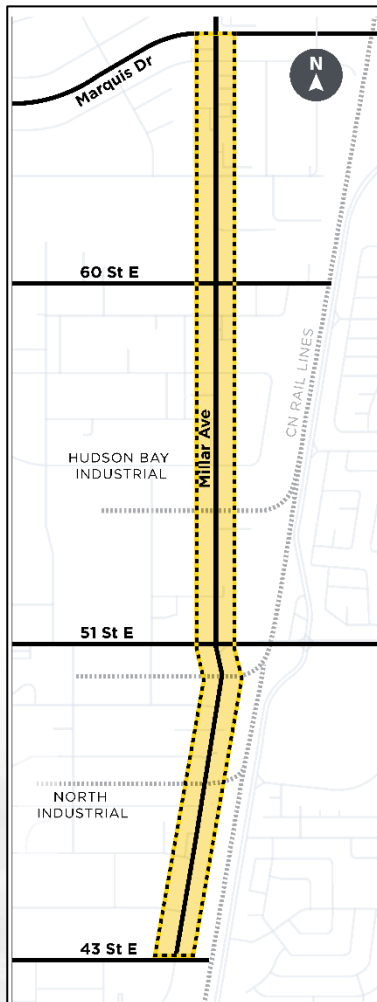 N
Marquis Dr
60 St E
CN RAIL LINES
Millar Ave
HUDSON BAY
INDUSTRIAL
51 St E
NORTH
INDUSTRIAL
43 St E